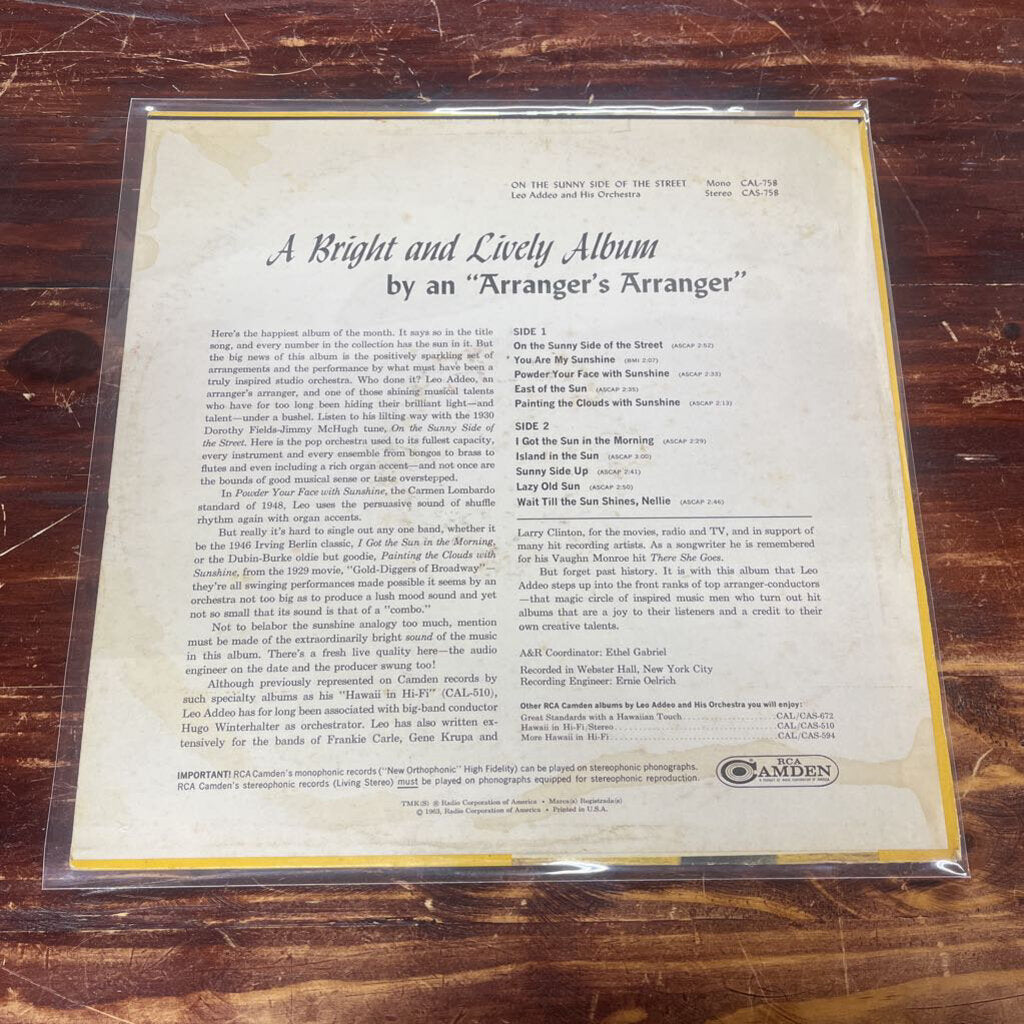 ON THE SUNNY SIDE OF THE STREET Mono CAL-758
Leo Addeo and His Orchestra Stereo CAS-758
A Bright and Lively Album
by an "Arranger's Arranger"
Here's the happiest album of the month. It says so in the title
song, and every number in the collection has the sun in it. But
the big news of this album is the positively sparkling set of
arrangements and the performance by what must have been a
truly inspired studio orchestra. Who done it? Leo Addeo, an
arranger's arranger, and one of those shining musical talents
who have for too long been hiding their brilliant light—and
talent—under a bushel. Listen to his lilting way with the 1930
Dorothy Fields-Jimmy McHugh tune, On the Sunny Side of
the Street. Here is the pop orchestra used to its fullest capacity,
every instrument and every ensemble from bongos to brass to
flutes and even including a rich organ accent—and not once are
the bounds of good musical sense or taste overstepped.
In Powder Your Face with Sunshine, the Carmen Lombardo
standard of 1948, Leo uses the persuasive sound of shuffle
rhythm again with organ accents.
But really it's hard to single out any one band, whether it
be the 1946 Irving Berlin classic, I Got the Sun in the Morning,
or the Dubin-Burke oldie but goodie, Painting the Clouds with
Sunshine, from the 1929 movie, "Gold-Diggers of Broadway"—
they're all swinging performances made possible it seems by an
orchestra not too big as to produce a lush mood sound and yet
not so small that its sound is that of a "combo."
Not to belabor the sunshine analogy too much, mention
must be made of the extraordinarily bright sound of the music
in this album. There's a fresh live quality here—the audio
engineer on the date and the producer swung too!
Although previously represented on Camden records by
such specialty albums as his "Hawaii in Hi-Fi" (CAL-510),
Leo Addeo has for long been associated with big-band conductor
Hugo Winterhalter as orchestrator. Leo has also written ex-
tensively for the bands of Frankie Carle, Gene Krupa and
SIDE 1
On the Sunny Side of the Street (ASCAP 2:52)
You Are My Sunshine (BMI 2:07)
Powder Your Face with Sunshine (ASCAP 2:33)
East of the Sun (ASCAP 2:35)
Painting the Clouds with Sunshine (ASCAP 2:13)
SIDE 2
I Got the Sun in the Morning (ASCAP 2:29)
Island in the Sun (ASCAP 3:00)
Sunny Side Up (ASCAP 2:41)
Lazy Old Sun (ASCAP 2:50)
Wait Till the Sun Shines, Nellie (ASCAP 2:46)
Larry Clinton, for the movies, radio and TV, and in support of
many hit recording artists. As a songwriter he is remembered
for his Vaughn Monroe hit There She Goes.
But forget past history. It is with this album that Leo
Addeo steps up into the front ranks of top arranger-conductors
—that magic circle of inspired music men who turn out hit
albums that are a joy to their listeners and a credit to their
own creative talents.
A&R Coordinator: Ethel Gabriel
Recorded in Webster Hall, New York City
Recording Engineer: Ernie Oelrich
Other RCA Camden albums by Leo Addeo and His Orchestra you will enjoy:
Great Standards with a Hawaiian Touch CAL/CAS-672
Hawaii in Hi-Fi/Stereo CAL/CAS-510
More Hawaii in Hi-Fi CAL/CAS-594
IMPORTANT! RCA Camden's monophonic records ("New Orthophonic" High Fidelity) can be played on stereophonic phonographs.
RCA Camden's stereophonic records (Living Stereo) must be played on phonographs equipped for stereophonic reproduction.
RCA
CAMDEN
TMK(S) ® Radio Corporation of America • Marca(s) Registrada(s)
© 1963, Radio Corporation of America • Printed in U.S.A.